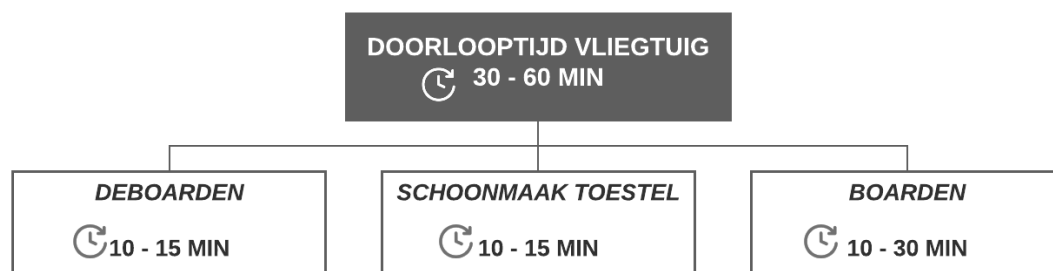 DOORLOOPTIJD VLIEGTUIG
30 - 60 MIN
DEBOARDEN
10 - 15 MIN
SCHOONMAAK TOESTEL
10 - 15 MIN
BOARDEN
10 - 30 MIN